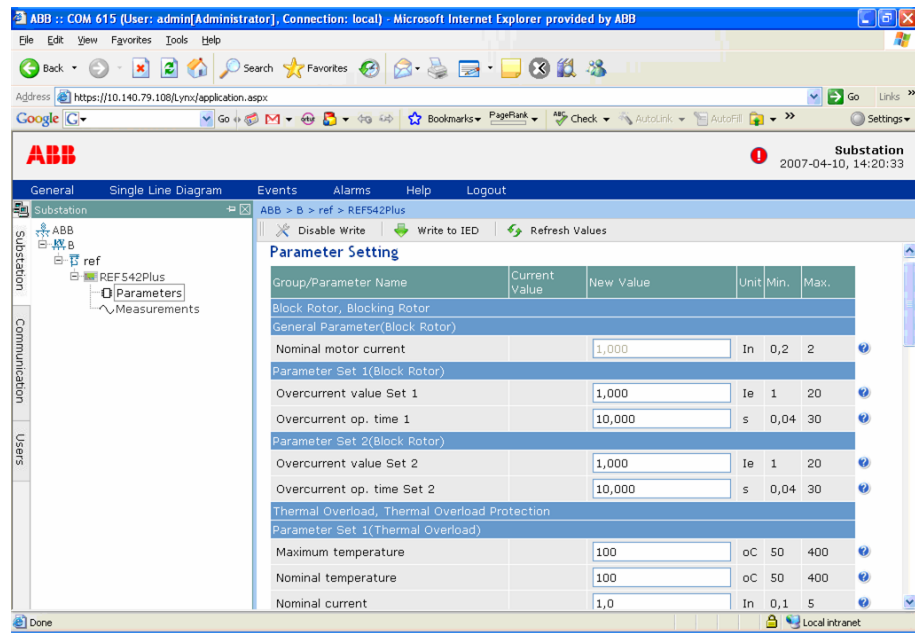 ABB :: COM 615 (User: admin[Administrator], Connection: local) - Microsoft Internet Explorer provided by ABB
File Edit View Favorites Tools Help
Back Search Favorites
Address https://10.140.79.108/Lynx/application.aspx Go Links »
Google G Go Bookmarks PageRank ABC Check AutoLink AutoFill » Settings
ABB
Substation
2007-04-10, 14:20:33
General Single Line Diagram Events Alarms Help Logout
Substation
ABB > B > ref > REF542Plus
Disable Write Write to IED Refresh Values
Substation
Communication
Users
ABB
B
ref
REF542Plus
Parameters
Measurements
Parameter Setting
Group/Parameter Name Current Value New Value Unit Min. Max.
Block Rotor, Blocking Rotor
General Parameter(Block Rotor)
Nominal motor current 1,000 In 0,2 2
Parameter Set 1(Block Rotor)
Overcurrent value Set 1 1,000 Ie 1 20
Overcurrent op. time 1 10,000 s 0,04 30
Parameter Set 2(Block Rotor)
Overcurrent value Set 2 1,000 Ie 1 20
Overcurrent op. time Set 2 10,000 s 0,04 30
Thermal Overload, Thermal Overload Protection
Parameter Set 1(Thermal Overload)
Maximum temperature 100 oC 50 400
Nominal temperature 100 oC 50 400
Nominal current 1,0 In 0,1 5
Done Local intranet